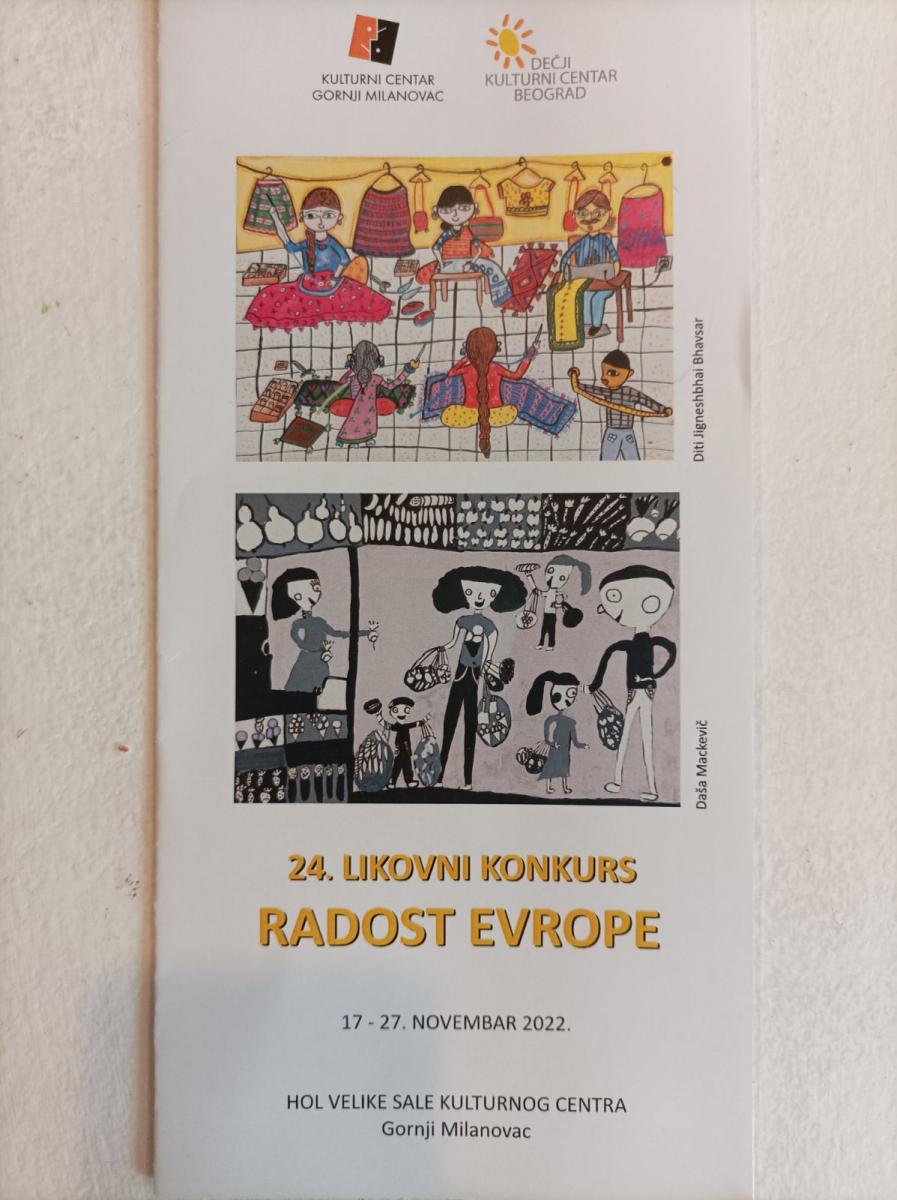 KULTURNI CENTAR
GORNJI MILANOVAC
DEČJI
KULTURNI CENTAR
BEOGRAD
Diti Jigneshbhai Bhavsar
Daša Mackevič
24. LIKOVNI KONKURS
RADOST EVROPE
17 - 27. NOVEMBAR 2022.
HOL VELIKE SALE KULTURNOG CENTRA
Gornji Milanovac